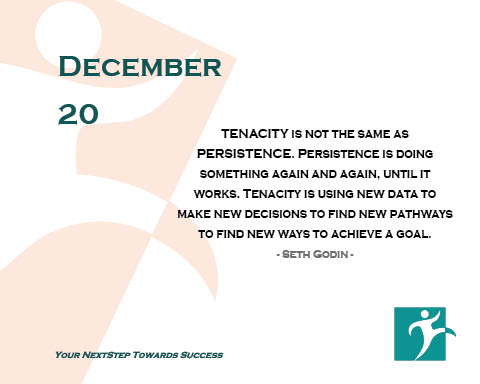 December
20
TENACITY is not the same as
PERSISTENCE. Persistence is doing
something again and again, until it
works. Tenacity is using new data to
make new decisions to find new pathways
to find new ways to achieve a goal.
- Seth Godin -
Your NextStep Towards Success